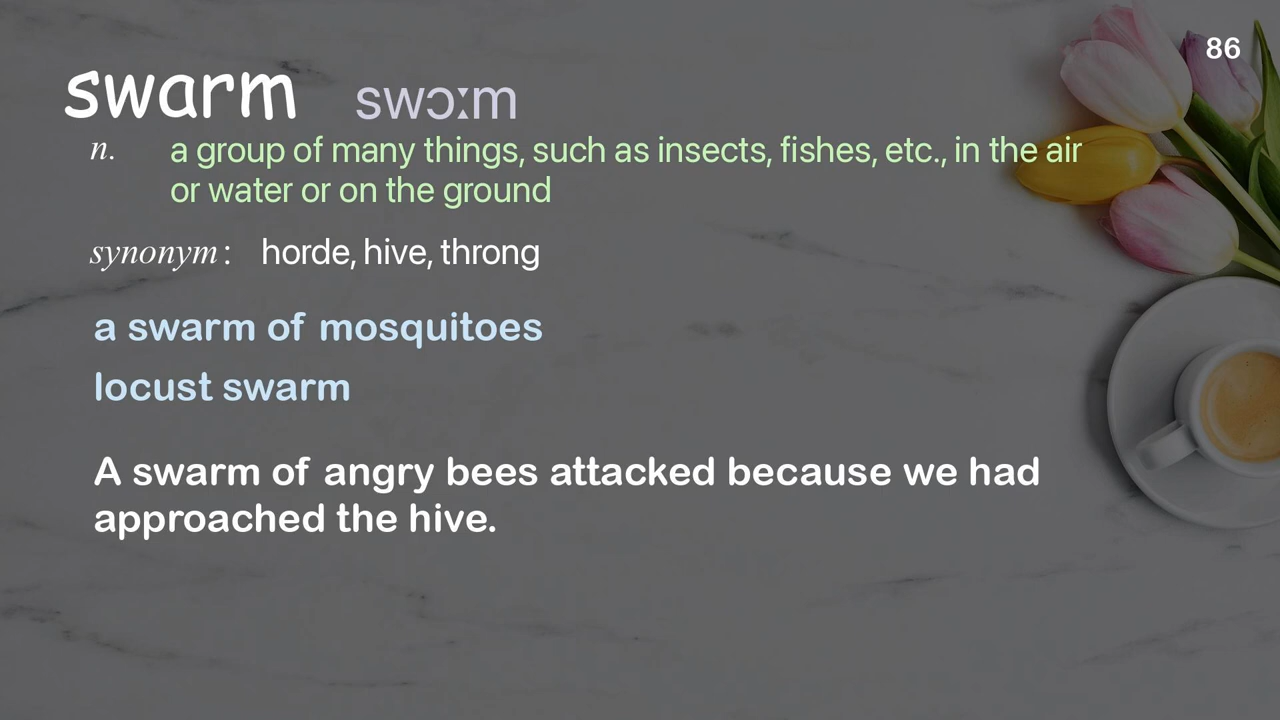 86
swarm swɔːm
n. a group of many things, such as insects, fishes, etc., in the air
or water or on the ground
synonym: horde, hive, throng
a swarm of mosquitoes
locust swarm
A swarm of angry bees attacked because we had
approached the hive.